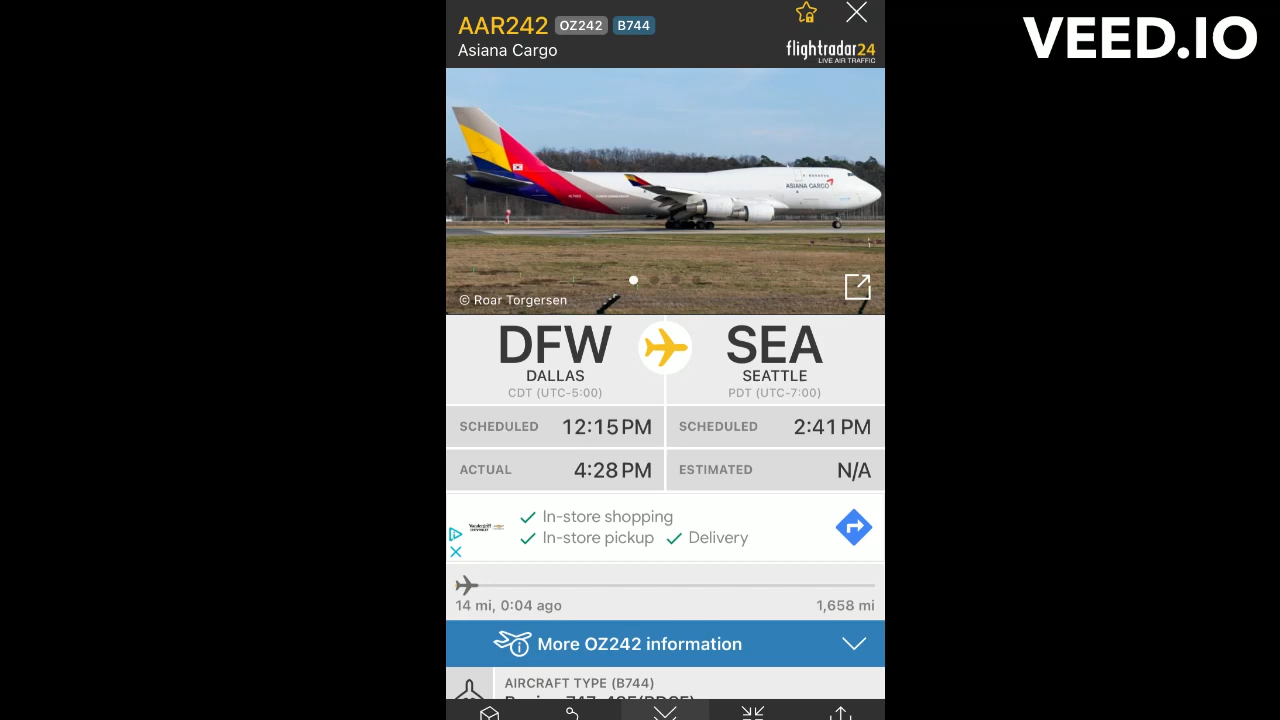 AAR242 OZ242 B744
Asiana Cargo
flightradar24
LIVE AIR TRAFFIC
VEED.IO
ASIANA CARGO
© Roar Torgersen
DFW SEA
DALLAS SEATTLE
CDT (UTC-5:00) PDT (UTC-7:00)
SCHEDULED 12:15 PM SCHEDULED 2:41 PM
ACTUAL 4:28 PM ESTIMATED N/A
In-store shopping
In-store pickup Delivery
14 mi, 0:04 ago 1,658 mi
More OZ242 information
AIRCRAFT TYPE (B744)